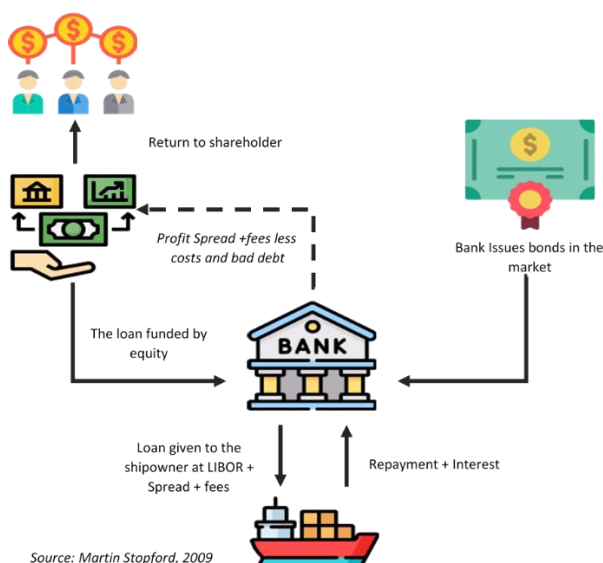 Return to shareholder
Profit Spread +fees less
costs and bad debt
Bank Issues bonds in the
market
The loan funded by
equity
BANK
Loan given to the
shipowner at LIBOR +
Spread + fees
Repayment + Interest
Source: Martin Stopford, 2009